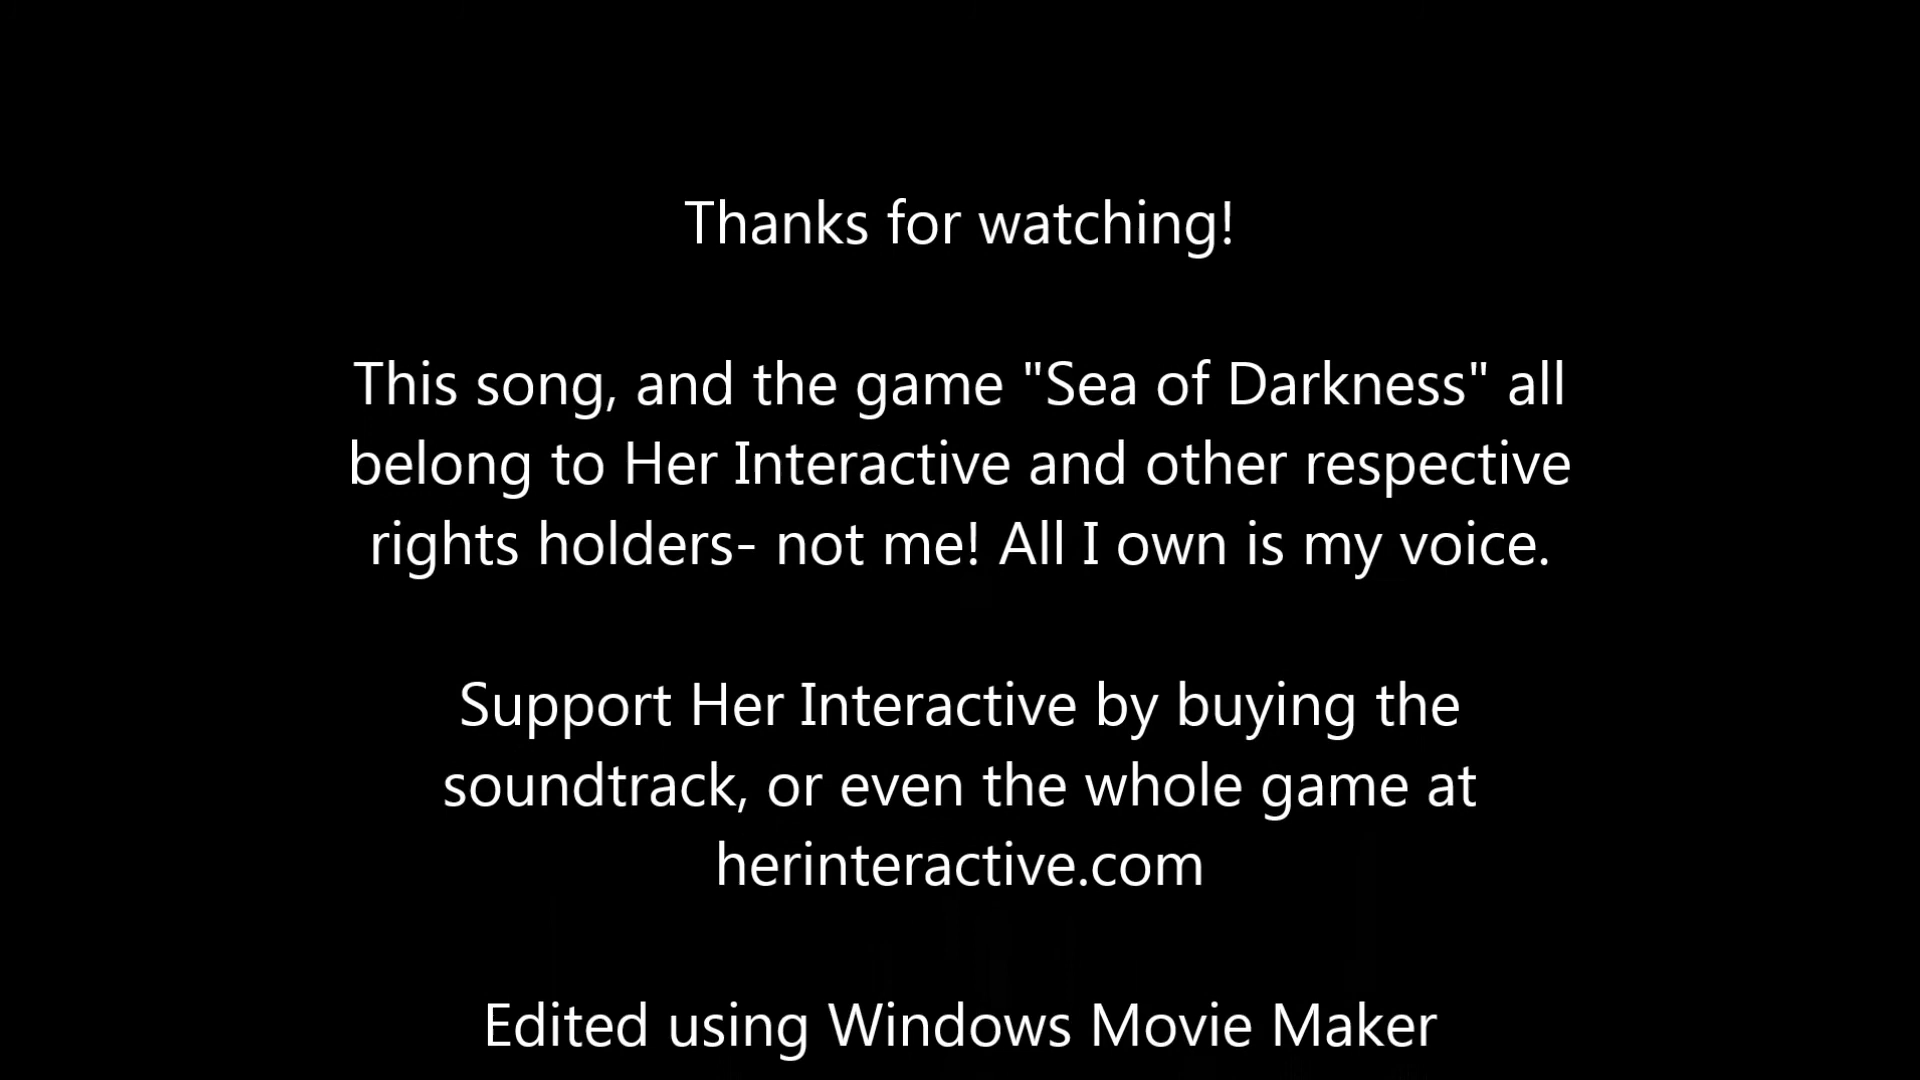 Thanks for watching!
This song, and the game "Sea of Darkness" all
belong to Her Interactive and other respective
rights holders- not me! All I own is my voice.
Support Her Interactive by buying the
soundtrack, or even the whole game at
herinteractive.com
Edited using Windows Movie Maker